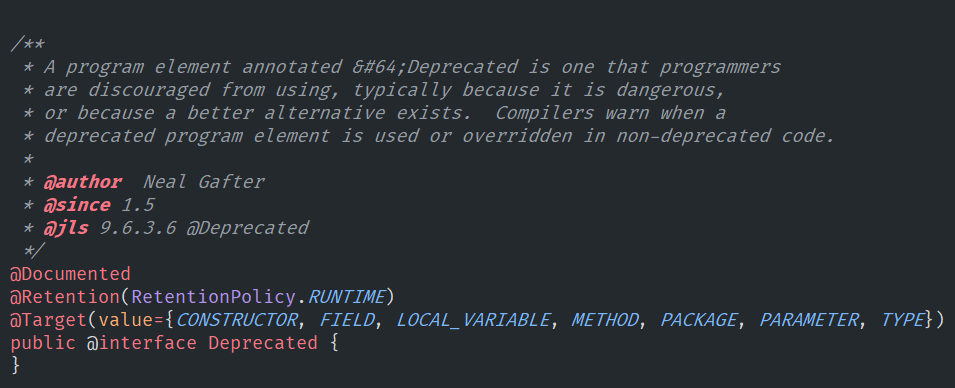 /**
 * A program element annotated &#64;Deprecated is one that programmers
 * are discouraged from using, typically because it is dangerous,
 * or because a better alternative exists.  Compilers warn when a
 * deprecated program element is used or overridden in non-deprecated code.
 *
 * @author  Neal Gafter
 * @since 1.5
 * @jls 9.6.3.6 @Deprecated
 */
@Documented
@Retention(RetentionPolicy.RUNTIME)
@Target(value={CONSTRUCTOR, FIELD, LOCAL_VARIABLE, METHOD, PACKAGE, PARAMETER, TYPE})
public @interface Deprecated {
}